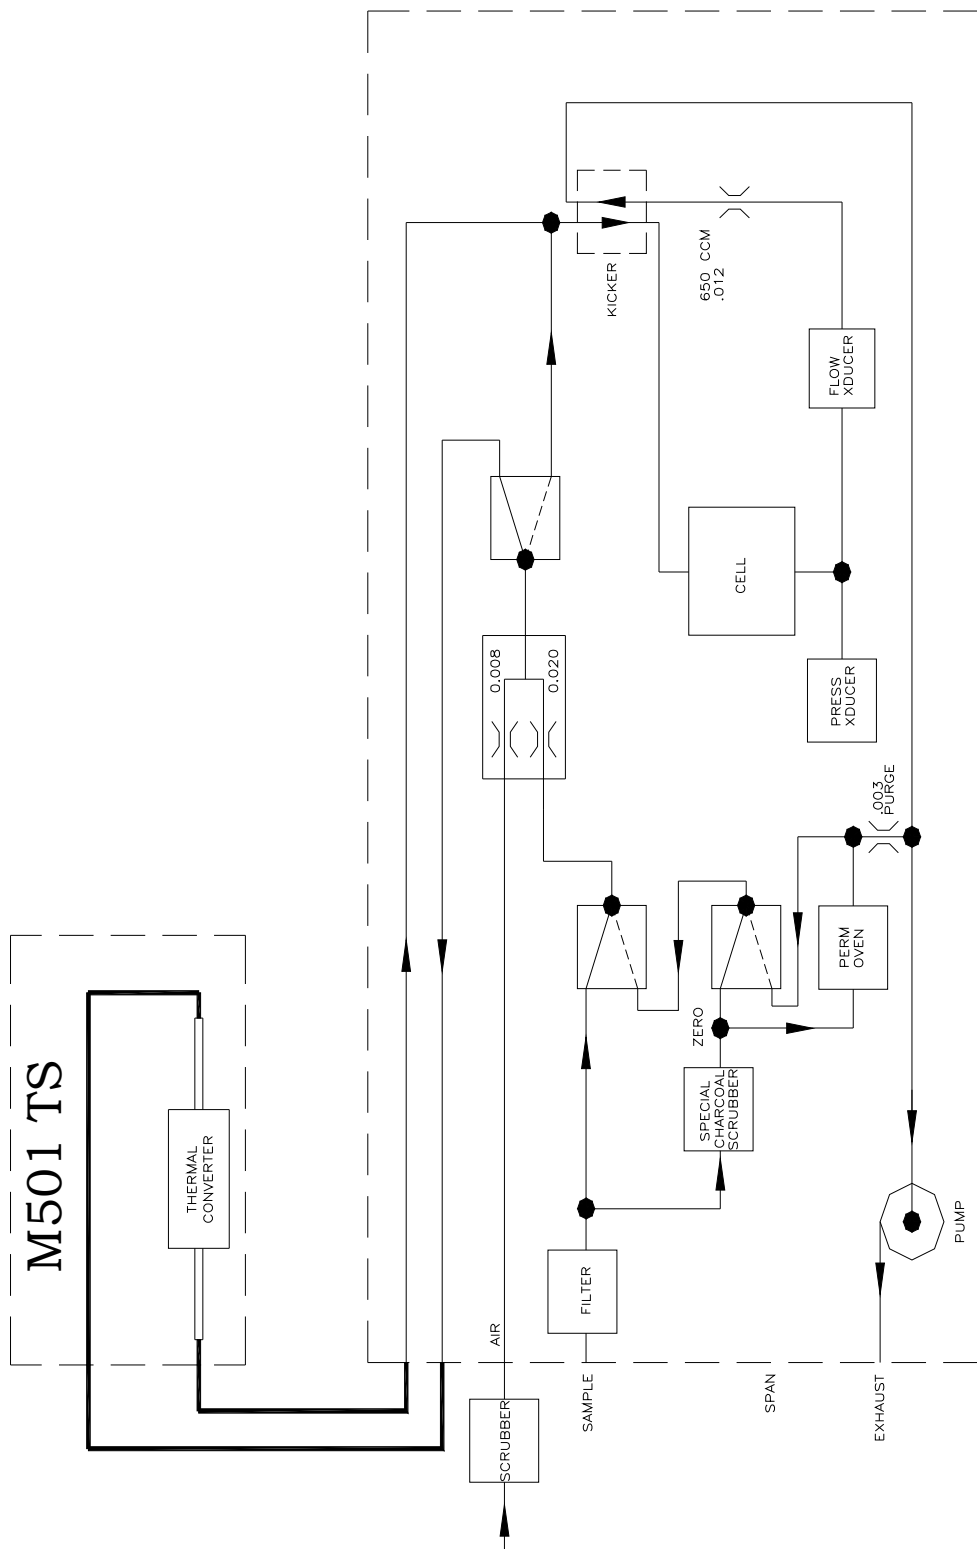 M501 TS
THERMAL
CONVERTER
KICKER
650 CCM
.012
FLOW
XDUCER
CELL
0.008
0.020
PRESS
XDUCER
.003
PURGE
PERM
OVEN
ZERO
SPECIAL
CHARCOAL
SCRUBBER
FILTER
PUMP
AIR
SCRUBBER
SAMPLE
SPAN
EXHAUST